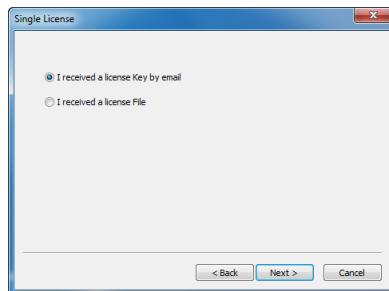 Single License
I received a license Key by email
I received a license File
< Back Next > Cancel